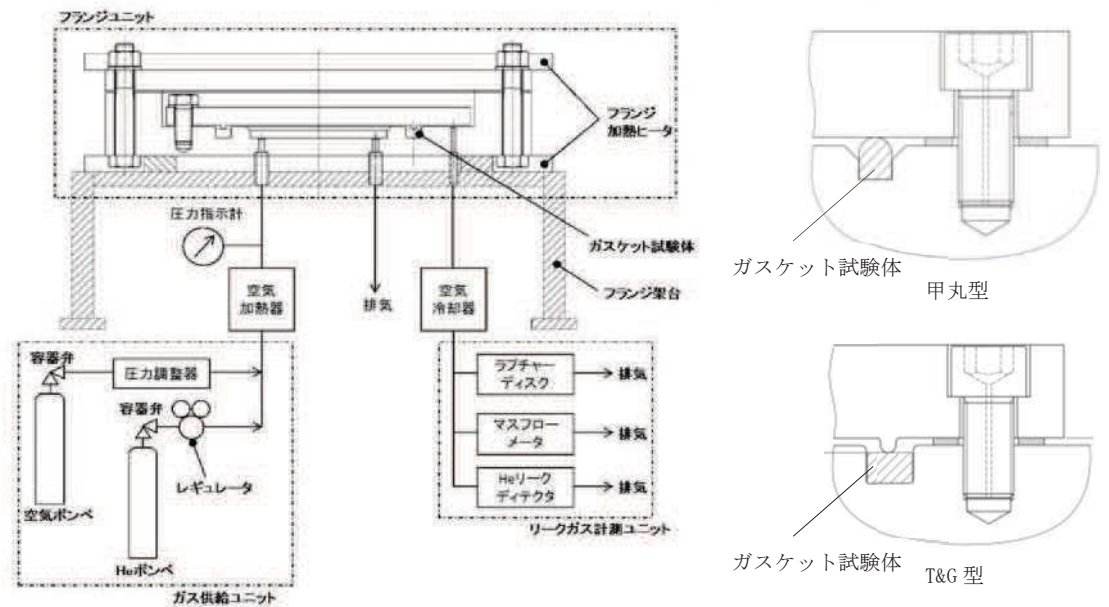 フランジユニット
フランジ
加熱ヒータ
圧力指示計
ガスケット試験体
フランジ架台
空気
加熱器
排気
空気
冷却器
容器弁
圧力調整器
容器弁
レギュレータ
空気ボンベ
Heボンベ
ガス供給ユニット
ラプチャー
ディスク
排気
マスフロー
メータ
排気
Heリーク
ディテクタ
排気
リークガス計測ユニット
ガスケット試験体
甲丸型
ガスケット試験体
T&G 型